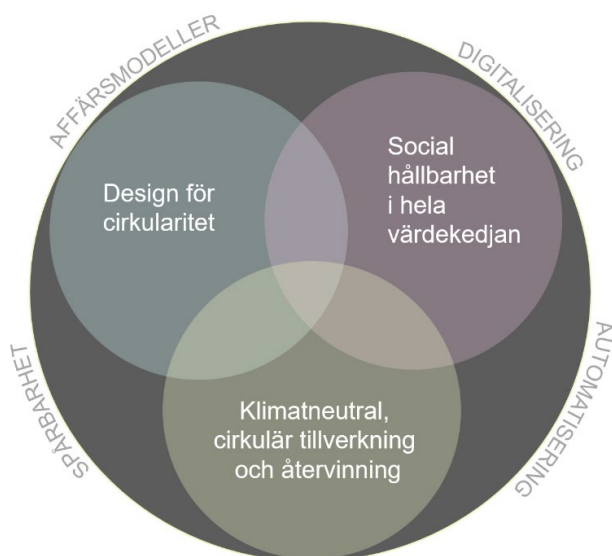 AFFÄRSMODELLER
DIGITALISERING
Design för
cirkularitet
Social
hållbarhet
i hela
värdekedjan
SPÅRBARHET
AUTOMATISERING
Klimatneutral,
cirkulär tillverkning
och återvinning